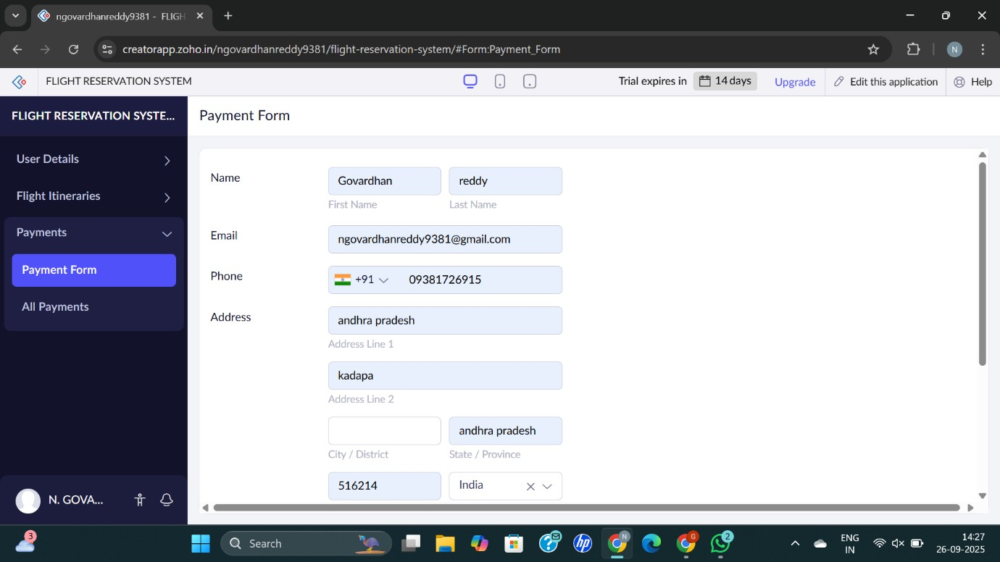 ngovardhanreddy9381 - FLIGH
creatorapp.zoho.in/ngovardhanreddy9381/flight-reservation-system/#Form:Payment_Form
N
FLIGHT RESERVATION SYSTEM
Trial expires in 14 days Upgrade Edit this application Help
FLIGHT RESERVATION SYSTE...
Payment Form
User Details
Flight Itineraries
Payments
Payment Form
All Payments
Name
Govardhan reddy
First Name Last Name
Email ngovardhanreddy9381@gmail.com
Phone +91 09381726915
Address andhra pradesh
Address Line 1
kadapa
Address Line 2
andhra pradesh
City / District State / Province
516214 India
N. GOVA...
3
Search
hp
N
G
2
ENG
IN
14:27
26-09-2025